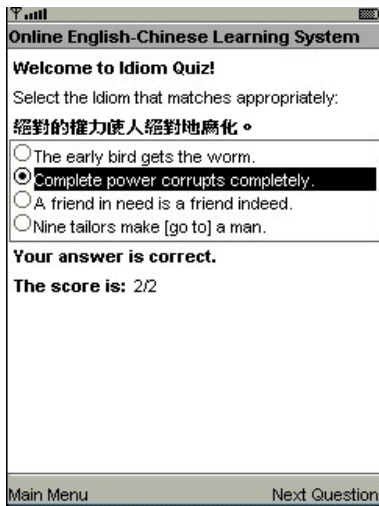 Online English-Chinese Learning System
Welcome to Idiom Quiz!
Select the Idiom that matches appropriately:
絕對的權力使人絕對地腐化。
The early bird gets the worm.
Complete power corrupts completely.
A friend in need is a friend indeed.
Nine tailors make [go to] a man.
Your answer is correct.
The score is: 2/2
Main Menu Next Question